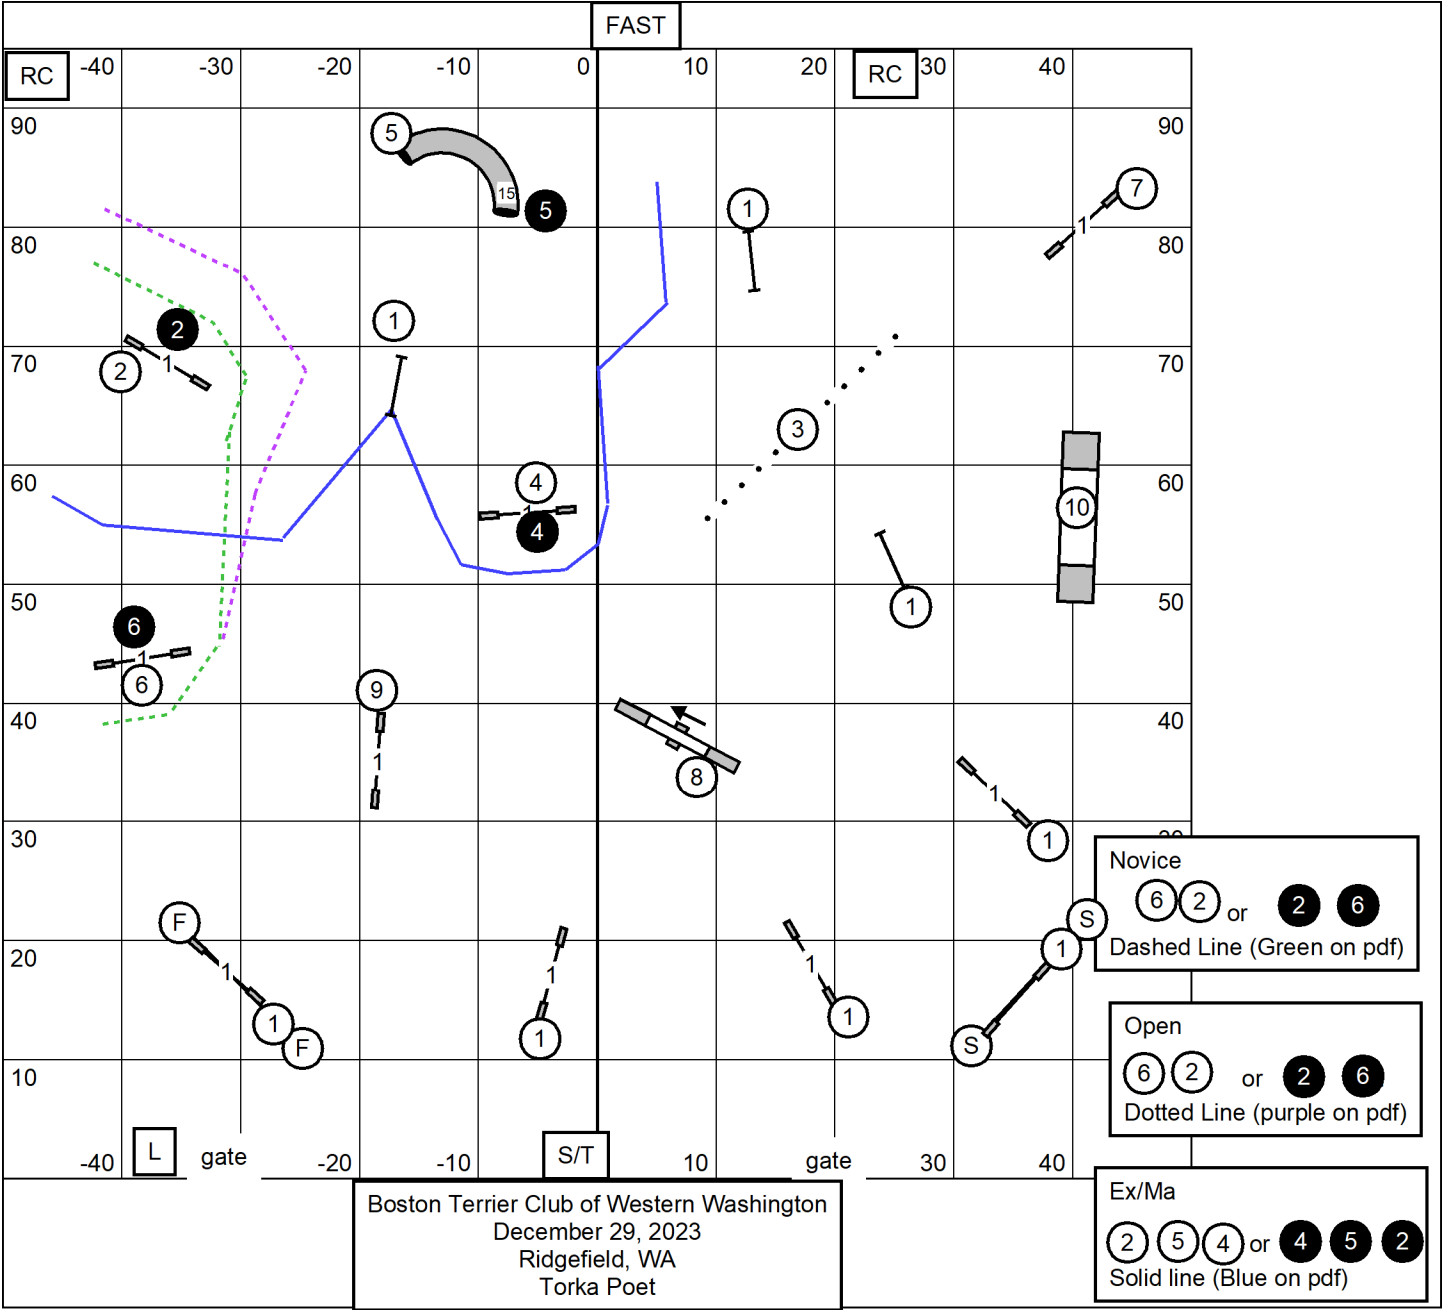 FAST
RC -40 -30 -20 -10 0 10 20 RC 30 40
90 5 90
15 5 1 7
1
80 80
2 1
1
70 2 70
3
4
60 1 10 60
4
1
50 50
6
1
6 9
40 40
1 8
1
30 1 30
Novice
6 2 or 2 6
Dashed Line (Green on pdf)
F S
1 1 1 1
20
1 1 1
F S
10
Open
6 2 or 2 6
Dotted Line (purple on pdf)
-40 L gate -20 -10 S/T 10 gate 30 40
Ex/Ma
2 5 4 or 4 5 2
Solid line (Blue on pdf)
Boston Terrier Club of Western Washington
December 29, 2023
Ridgefield, WA
Torka Poet